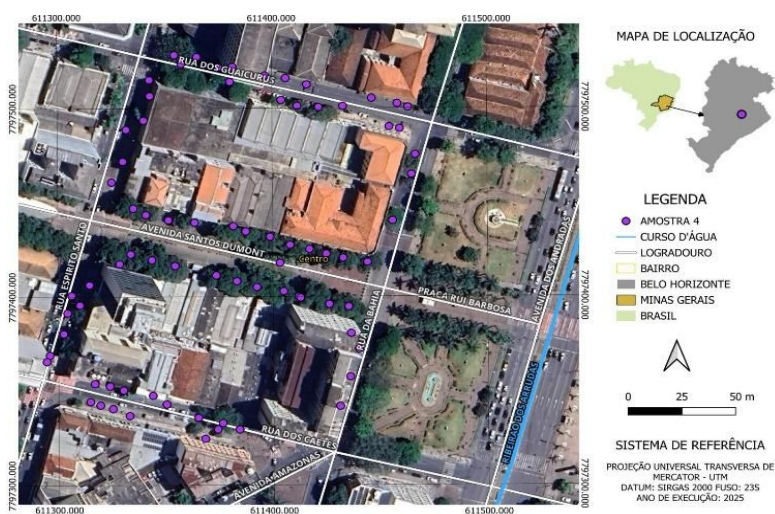 611300.000
611400.000
611500.000
7797500.000
7797500.000
RUA DOS GUAICURUS
AVENIDA SANTOS DUMONT
Centro
RUA ESPIRITO SANTO
PRAÇA RUI BARBOSA
AVENIDA DOS ANDRADAS
7797400.000
7797400.000
RUA DA BAHIA
RIBEIRÃO DOS ARRUDAS
RUA DOS CAETES
AVENIDA AMAZONAS
7797300.000
7797300.000
611300.000
611400.000
611500.000
MAPA DE LOCALIZAÇÃO
LEGENDA
AMOSTRA 4
CURSO D'ÁGUA
LOGRADOURO
BAIRRO
BELO HORIZONTE
MINAS GERAIS
BRASIL
0 25 50 m
SISTEMA DE REFERÊNCIA
PROJEÇÃO UNIVERSAL TRANSVERSA DE
MERCATOR - UTM
DATUM: SIRGAS 2000 FUSO: 23S
ANO DE EXECUÇÃO: 2025